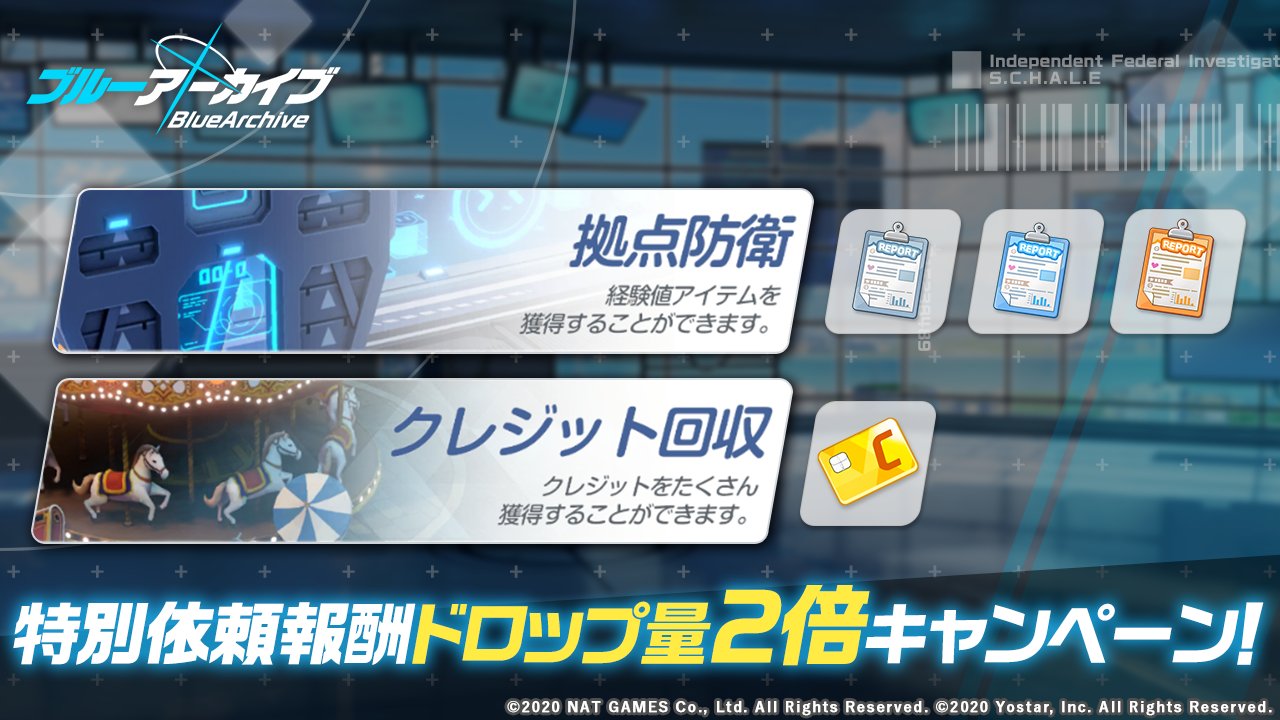 ブルーアーカイブ
BlueArchive
Independent Federal Investigat
S.C.H.A.L.E
拠点防衛
経験値アイテムを
獲得することができます。
REPORT
REPORT
REPORT
クレジット回収
クレジットをたくさん
獲得することができます。
C
特別依頼報酬ドロップ量2倍キャンペーン!
©2020 NAT GAMES Co., Ltd. All Rights Reserved. ©2020 Yostar, Inc. All Rights Reserved.